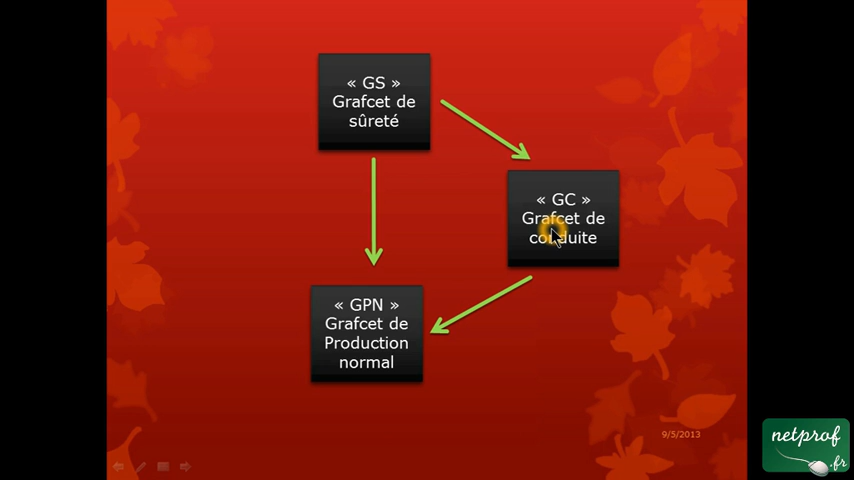 « GS »
Grafcet de
sûreté
« GC »
Grafcet de
conduite
« GPN »
Grafcet de
Production
normal
9/5/2013
netprof
.fr